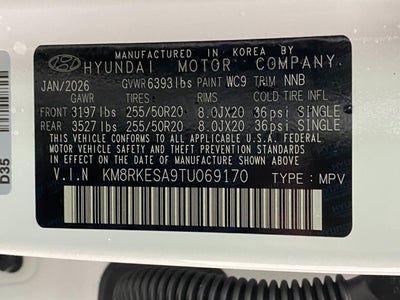 MANUFACTURED IN KOREA BY
HYUNDAI MOTOR COMPANY
JAN/2026 GVWR 6393lbs PAINT WC9 TRIM NNB
GAWR TIRES RIMS COLD TIRE INF.
FRONT 3197lbs 255/50R20 8.0JX20 36psi SINGLE
REAR 3527lbs 255/50R20 8.0JX20 36psi SINGLE
THIS VEHICLE CONFORMS TO ALL APPLICABLE U.S.A. FEDERAL
MOTOR VEHICLE SAFETY AND THEFT PREVENTION STANDARDS
IN EFFECT ON THE DATE OF MANUFACTURE SHOWN ABOVE.
V.I.N KM8RKESA9TU069170 TYPE: MPV
D35